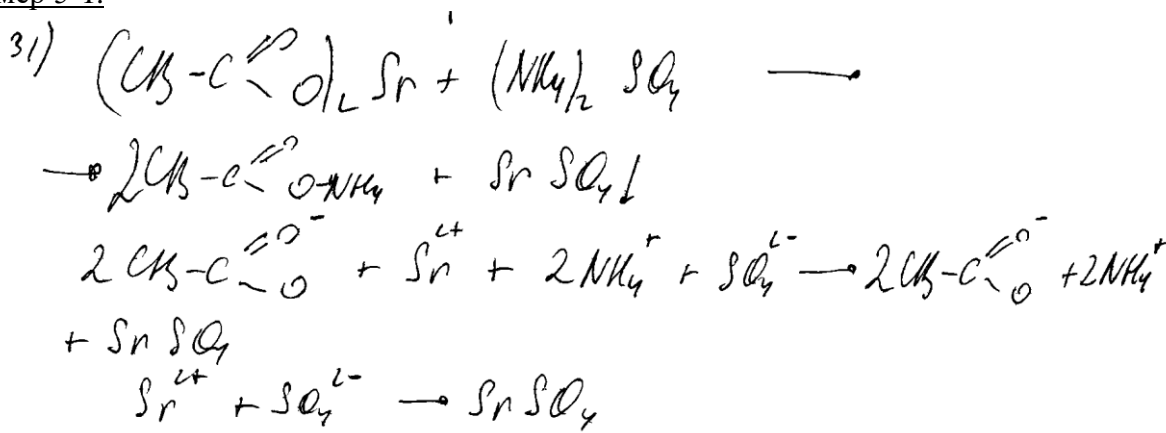 31) (CH3-C(=O)O)2Sr + (NH4)2SO4 →
→ 2CH3-C(=O)O-NH4 + SrSO4↓
2CH3-C(=O⁻)O + Sr²⁺ + 2NH4⁺ + SO4²⁻ → 2CH3-C(=O⁻)O + 2NH4⁺
+ SrSO4
Sr²⁺ + SO4²⁻ → SrSO4